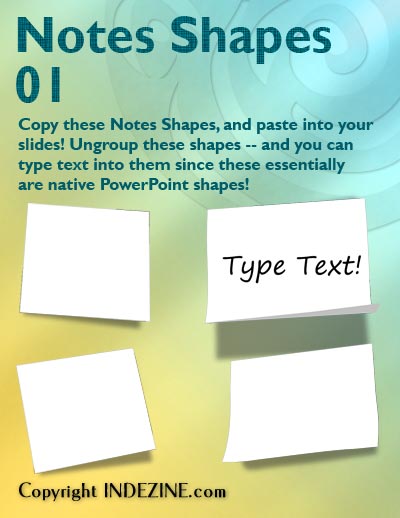 Notes Shapes
01
Copy these Notes Shapes, and paste into your
slides! Ungroup these shapes -- and you can
type text into them since these essentially
are native PowerPoint shapes!
Type Text!
Copyright INDEZINE.com